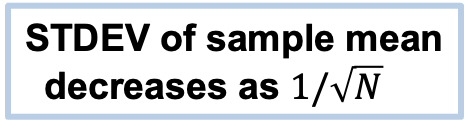 STDEV of sample mean
decreases as 1/√N